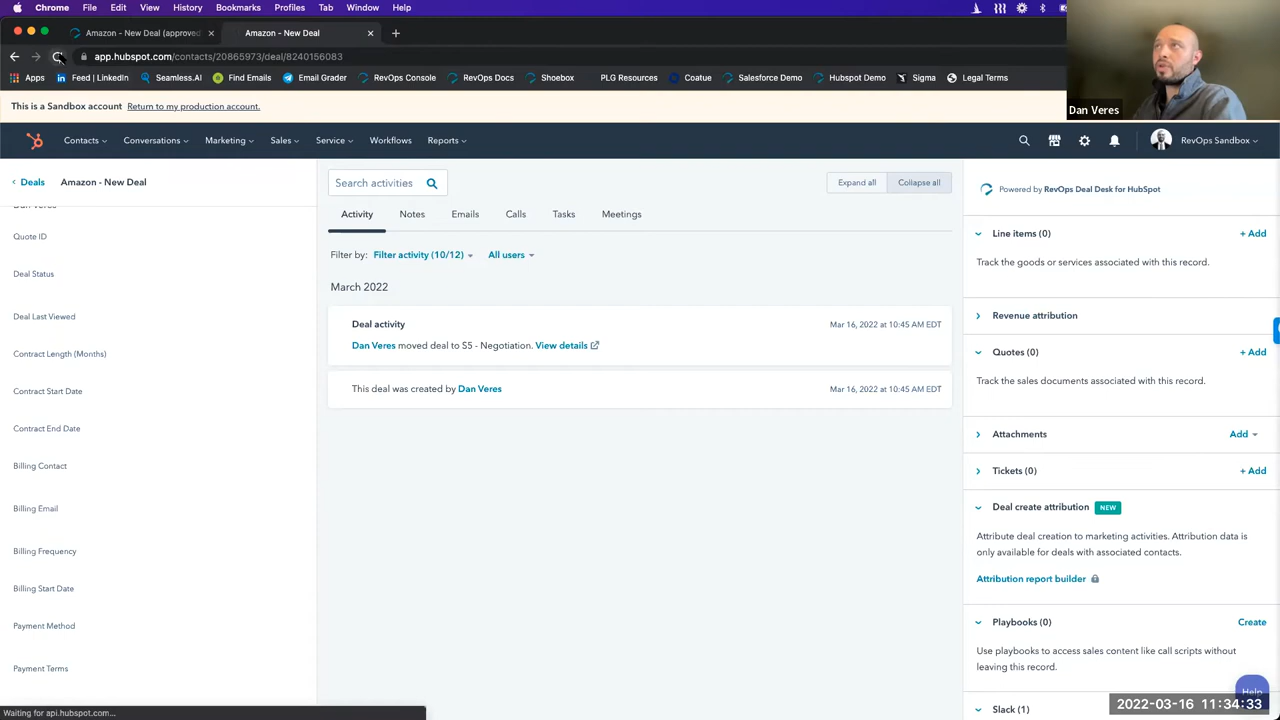 Chrome File Edit View History Bookmarks Profiles Tab Window Help
Amazon - New Deal (approved
Amazon - New Deal
app.hubspot.com/contacts/20865973/deal/8240156083
Apps Feed | LinkedIn Seamless.AI Find Emails Email Grader RevOps Console RevOps Docs Shoebox PLG Resources Coatue Salesforce Demo Hubspot Demo Sigma Legal Terms
Dan Veres
This is a Sandbox account Return to my production account.
Contacts Conversations Marketing Sales Service Workflows Reports RevOps Sandbox
Deals Amazon - New Deal
Dan Veres
Quote ID
Deal Status
Deal Last Viewed
Contract Length (Months)
Contract Start Date
Contract End Date
Billing Contact
Billing Email
Billing Frequency
Billing Start Date
Payment Method
Payment Terms
Waiting for api.hubspot.com...
Search activities
Expand all Collapse all
Activity Notes Emails Calls Tasks Meetings
Filter by: Filter activity (10/12) All users
March 2022
Deal activity Mar 16, 2022 at 10:45 AM EDT
Dan Veres moved deal to S5 - Negotiation. View details
This deal was created by Dan Veres Mar 16, 2022 at 10:45 AM EDT
Powered by RevOps Deal Desk for HubSpot
Line items (0) + Add
Track the goods or services associated with this record.
Revenue attribution
Quotes (0) + Add
Track the sales documents associated with this record.
Attachments Add
Tickets (0) + Add
Deal create attribution NEW
Attribute deal creation to marketing activities. Attribution data is
only available for deals with associated contacts.
Attribution report builder
Playbooks (0) Create
Use playbooks to access sales content like call scripts without
leaving this record.
Help
Slack (1)
2022-03-16 11:34:33